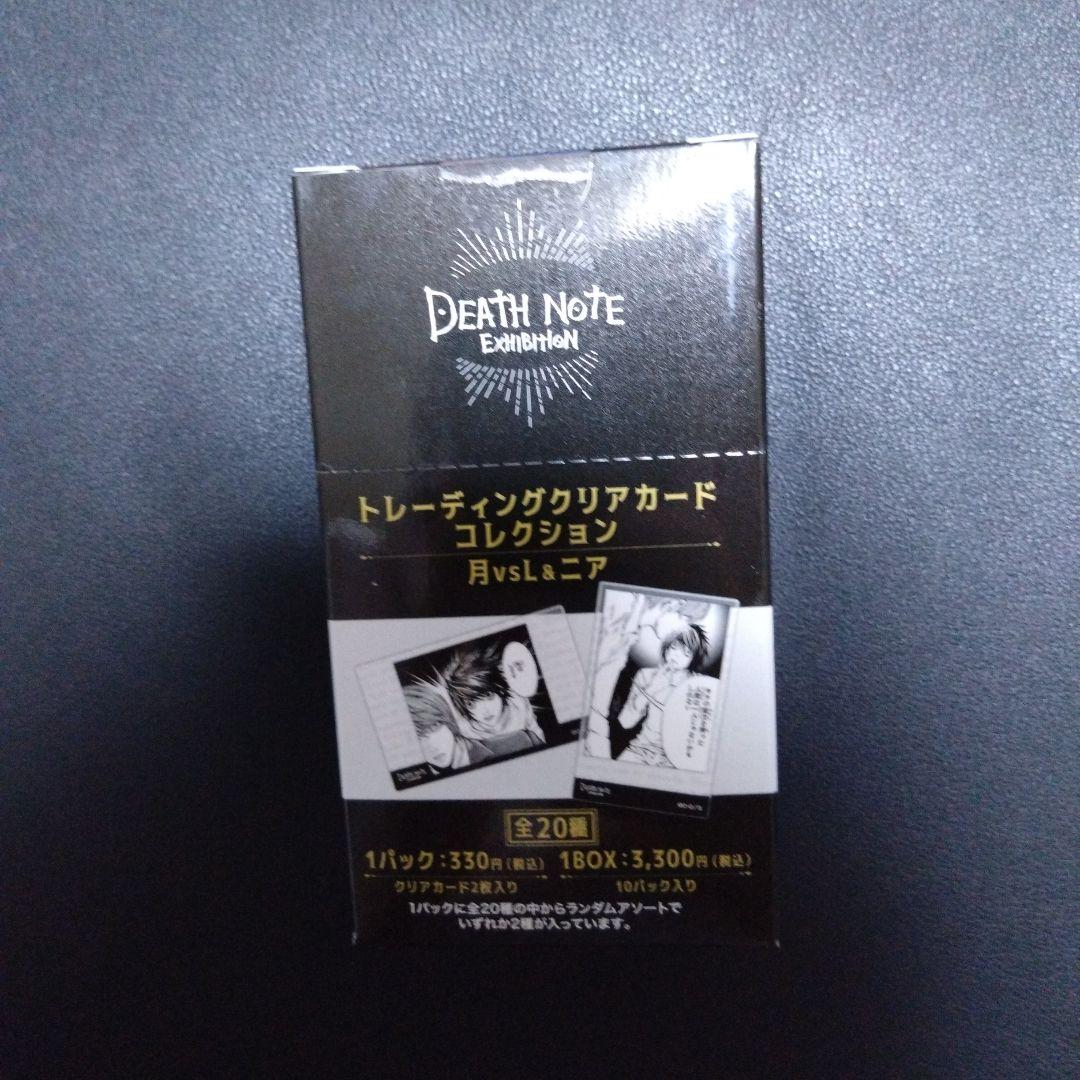 DEATH NOTE
EXHIBITION
トレーディングクリアカード
コレクション
月vsL&ニア
全20種
1パック:330円(税込) 1BOX:3,300円(税込)
クリアカード2枚入り 10パック入り
1パックに全20種の中からランダムアソートで
いずれか2種が入っています。